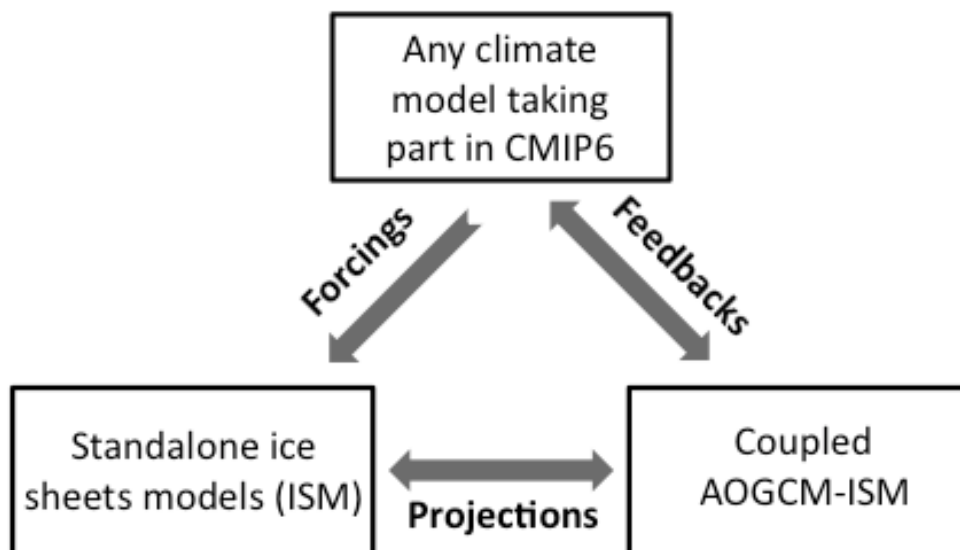 Any climate
model taking
part in CMIP6
Forcings
Feedbacks
Standalone ice
sheets models (ISM)
Projections
Coupled
AOGCM-ISM